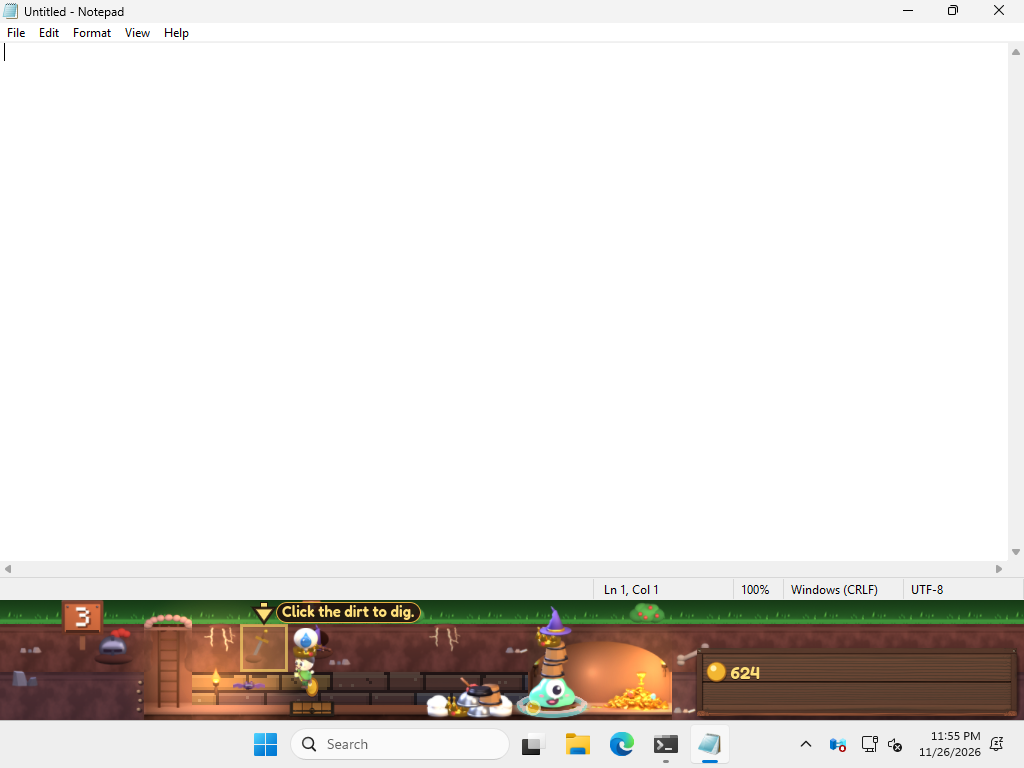 Untitled - Notepad
File Edit Format View Help
Ln 1, Col 1 100% Windows (CRLF) UTF-8
3
Click the dirt to dig.
624
Search
11:55 PM
11/26/2026